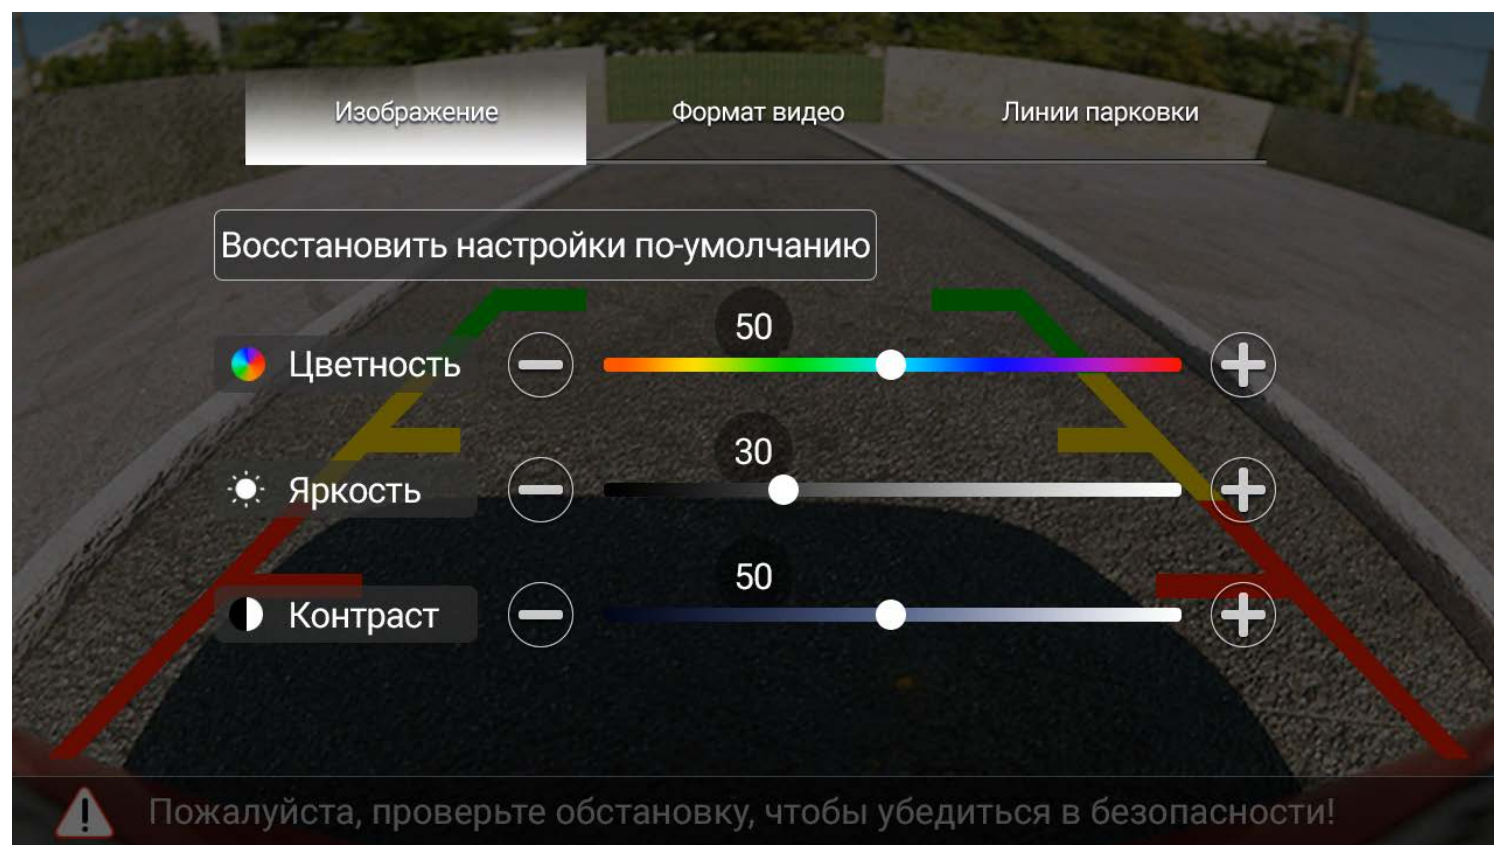 Изображение
Формат видео
Линии парковки
Восстановить настройки по-умолчанию
50
Цветность
30
Яркость
50
Контраст
Пожалуйста, проверьте обстановку, чтобы убедиться в безопасности!